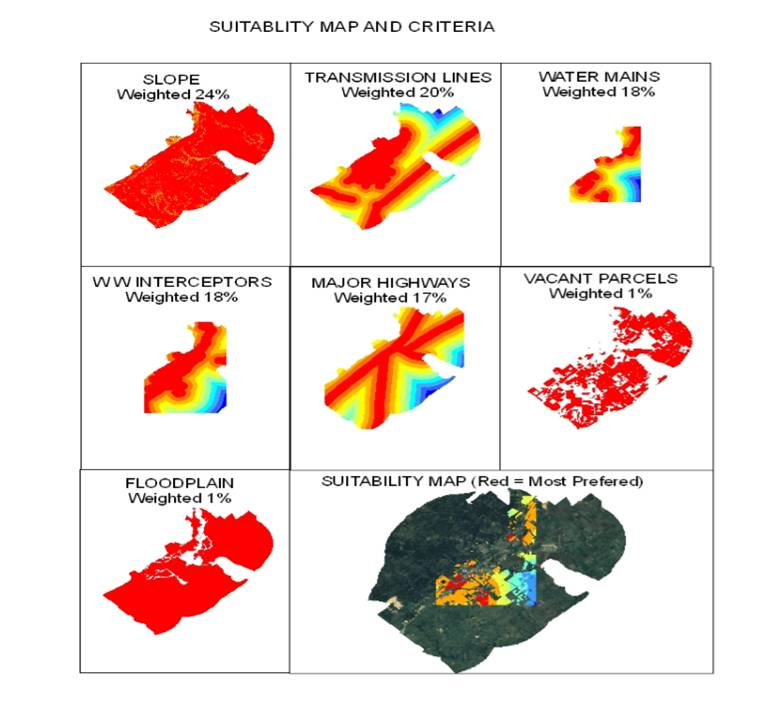 SUITABLITY MAP AND CRITERIA
SLOPE
Weighted 24%
TRANSMISSION LINES
Weighted 20%
WATER MAINS
Weighted 18%
WW INTERCEPTORS
Weighted 18%
MAJOR HIGHWAYS
Weighted 17%
VACANT PARCELS
Weighted 1%
FLOODPLAIN
Weighted 1%
SUITABILITY MAP (Red = Most Prefered)